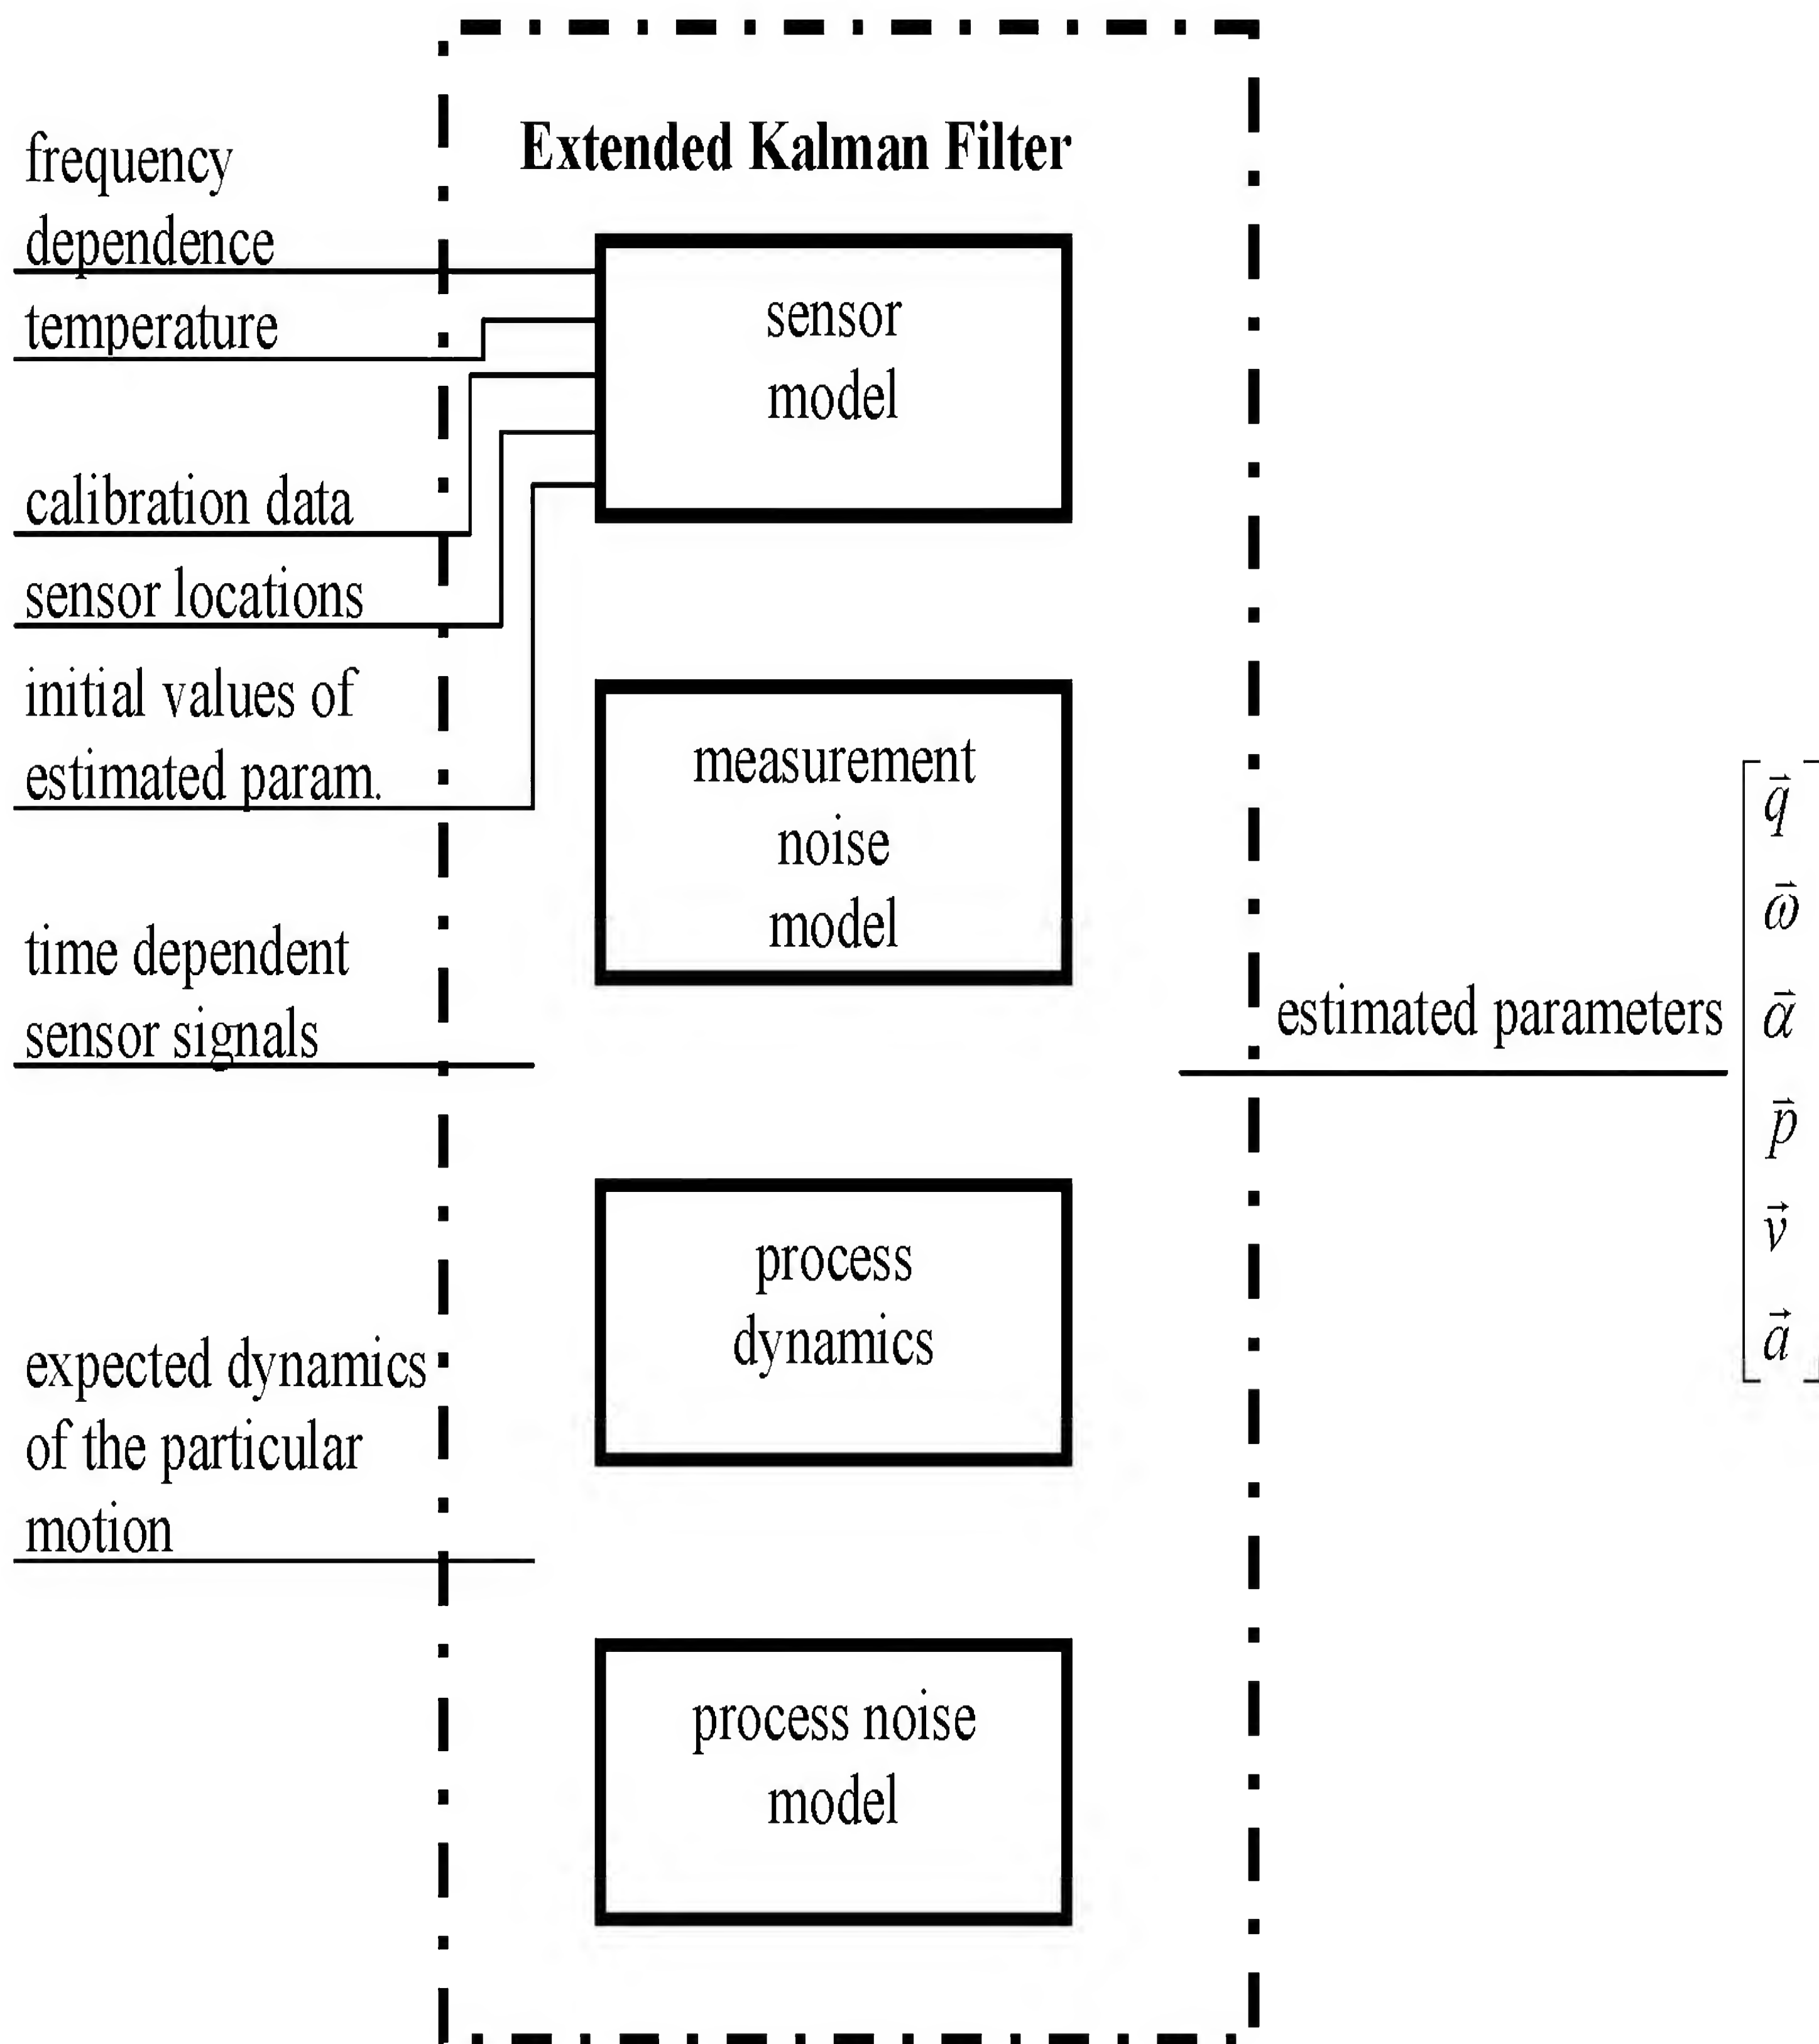 Extended Kalman Filter
frequency
dependence
temperature
calibration data
sensor locations
initial values of
estimated param.
time dependent
sensor signals
expected dynamics
of the particular
motion
sensor
model
measurement
noise
model
process
dynamics
process noise
model
estimated parameters
q⃗
ω⃗
α⃗
p⃗
v⃗
a⃗